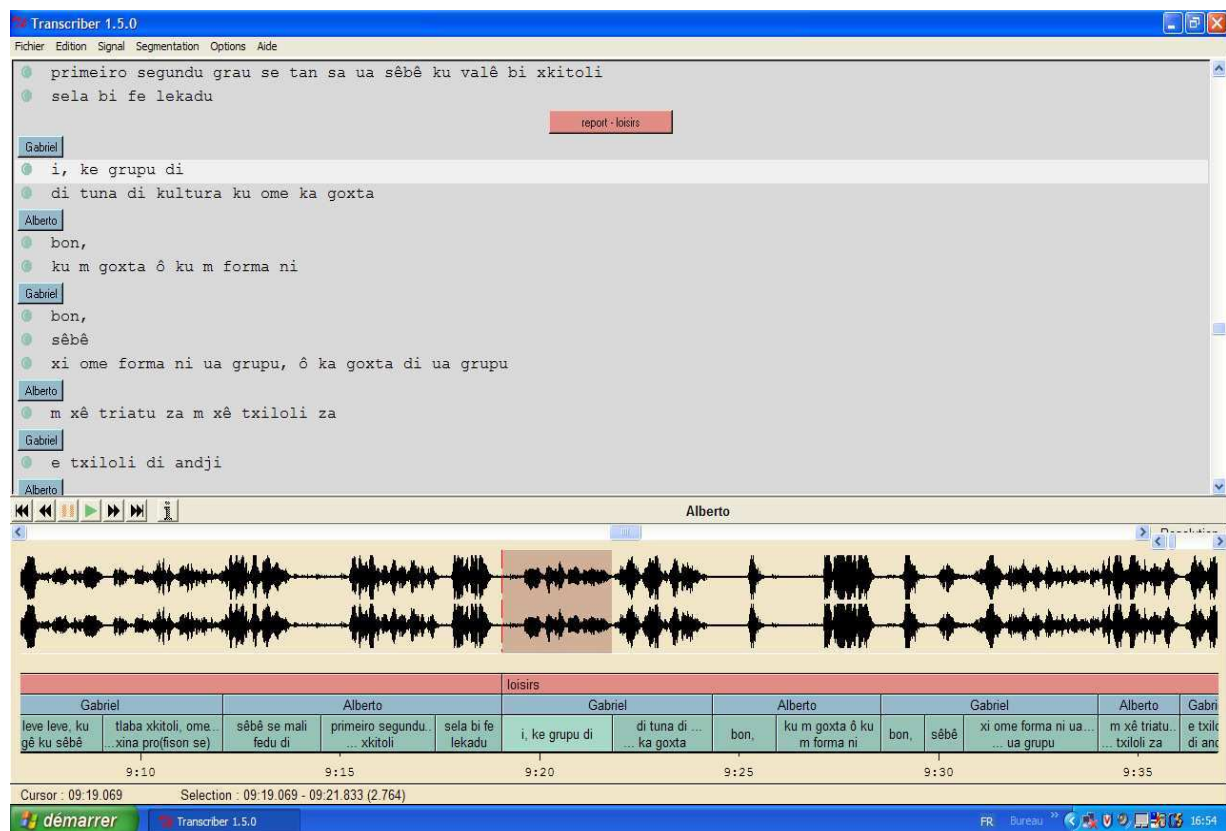 Transcriber 1.5.0
Fichier Edition Signal Segmentation Options Aide
primeiro segundu grau se tan sa ua sêbê ku valê bi xkitoli
sela bi fe lekadu
report - loisirs
Gabriel
i, ke grupu di
di tuna di kultura ku ome ka goxta
Alberto
bon,
ku m goxta ô ku m forma ni
Gabriel
bon,
sêbê
xi ome forma ni ua grupu, ô ka goxta di ua grupu
Alberto
m xê triatu za m xê txiloli za
Gabriel
e txiloli di andji
Alberto
Alberto
loisirs
Gabriel Alberto Gabriel Alberto Gabriel Alberto Gabri
leve leve, ku tlaba xkitoli, ome... sêbê se mali primeiro segundu... sela bi fe i, ke grupu di di tuna di ... bon, ku m goxta ô ku bon, sêbê xi ome forma ni ua... m xê triatu... e txilo
gê ku sêbê ...xina pro(fison se) fedu di ... xkitoli lekadu ... ka goxta m forma ni ... ua grupu ... txiloli za di and
9:10 9:15 9:20 9:25 9:30 9:35
Cursor : 09:19.069 Selection : 09:19.069 - 09:21.833 (2.764)
démarrer Transcriber 1.5.0 FR Bureau » 16:54